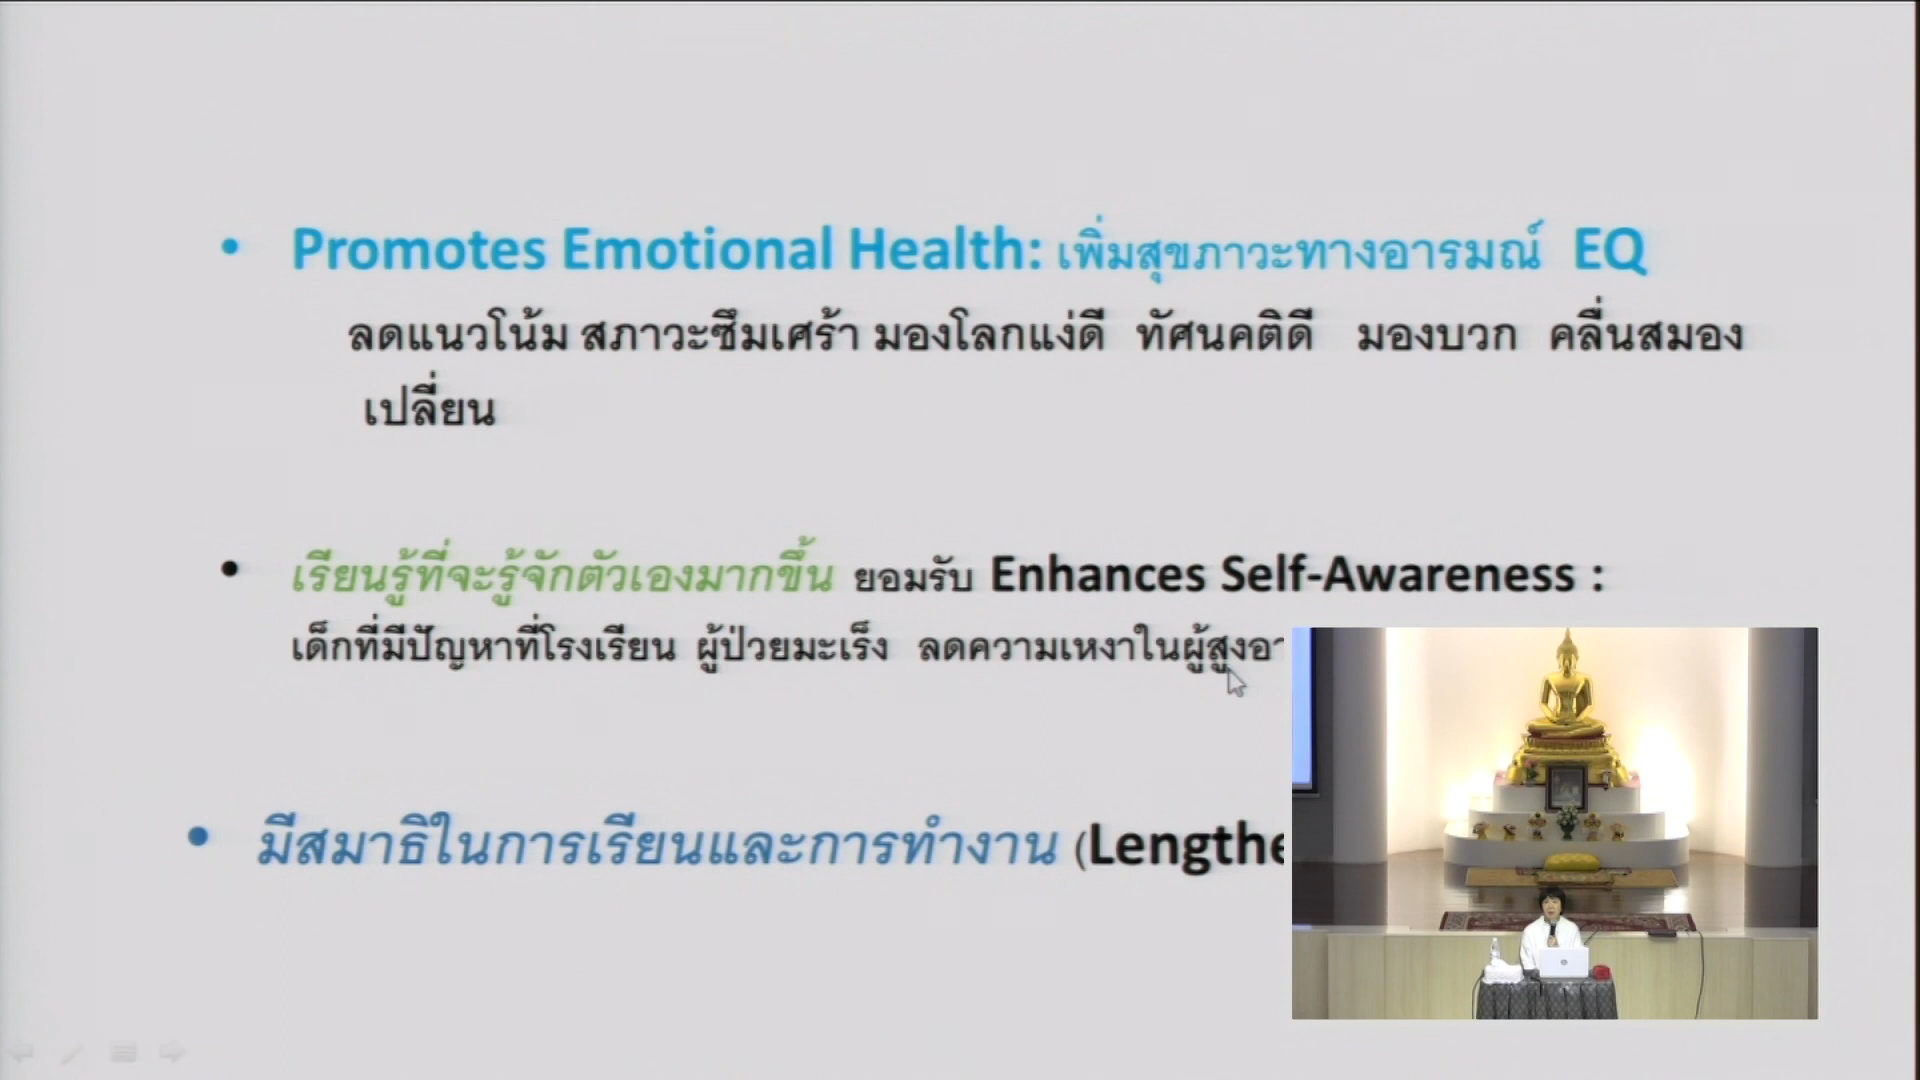 • Promotes Emotional Health: เพิ่มสุขภาวะทางอารมณ์ EQ
ลดแนวโน้ม สภาวะซึมเศร้า มองโลกแง่ดี ทัศนคติดี มองบวก คลื่นสมอง
เปลี่ยน
• เรียนรู้ที่จะรู้จักตัวเองมากขึ้น ยอมรับ Enhances Self-Awareness :
เด็กที่มีปัญหาที่โรงเรียน ผู้ป่วยมะเร็ง ลดความเหงาใน
• มีสมาธิในการเรียนและการทำงาน (